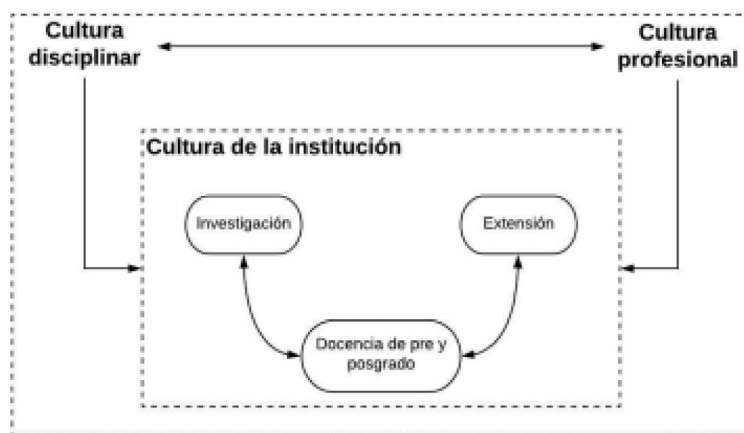 Cultura
disciplinar
Cultura
profesional
Cultura de la institución
Investigación
Extensión
Docencia de pre y
posgrado